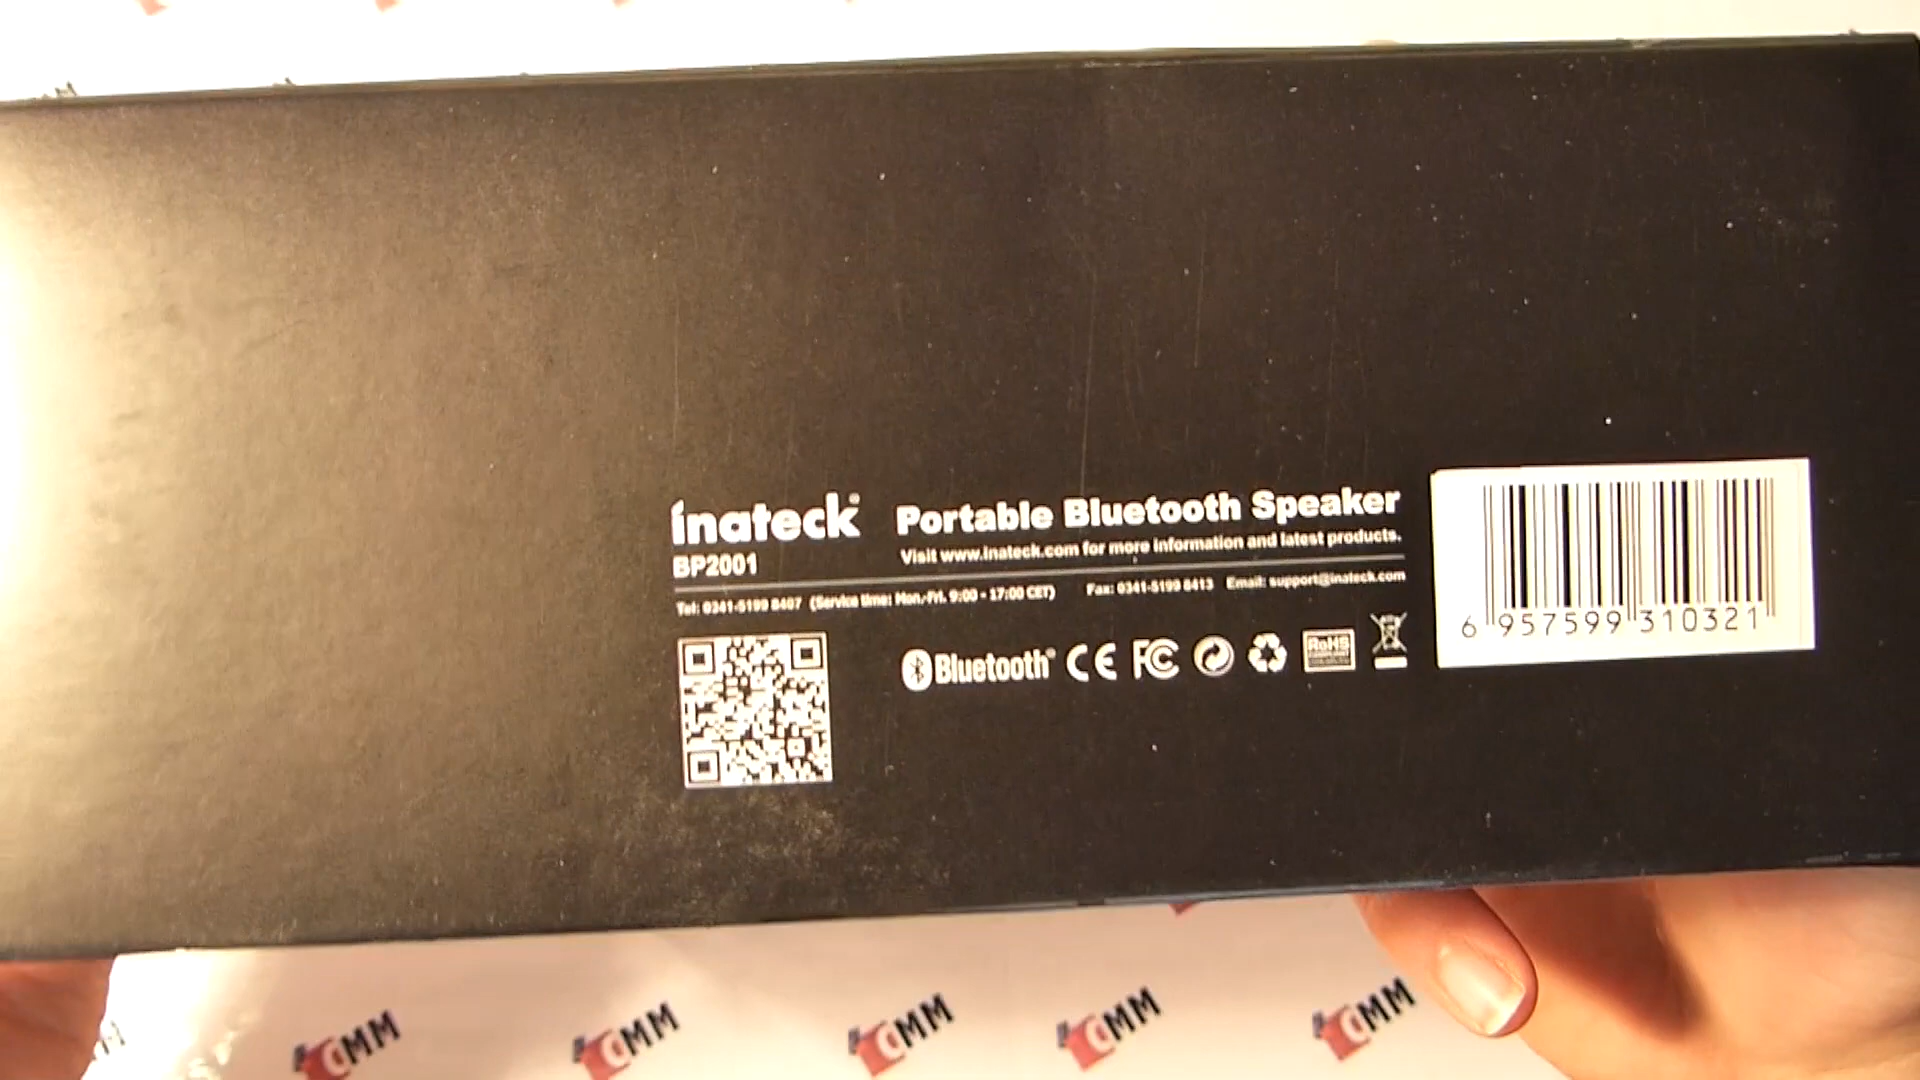 inateck®
BP2001
Portable Bluetooth Speaker
Visit www.inateck.com for more information and latest products.
Tel: 0341-5199 8407 (Service time: Mon.-Fri. 9:00 - 17:00 CET) Fax: 0341-5199 8413 Email: support@inateck.com
Bluetooth® CE FC RoHS
6 957599 310321
CMM CMM CMM CMM CMM